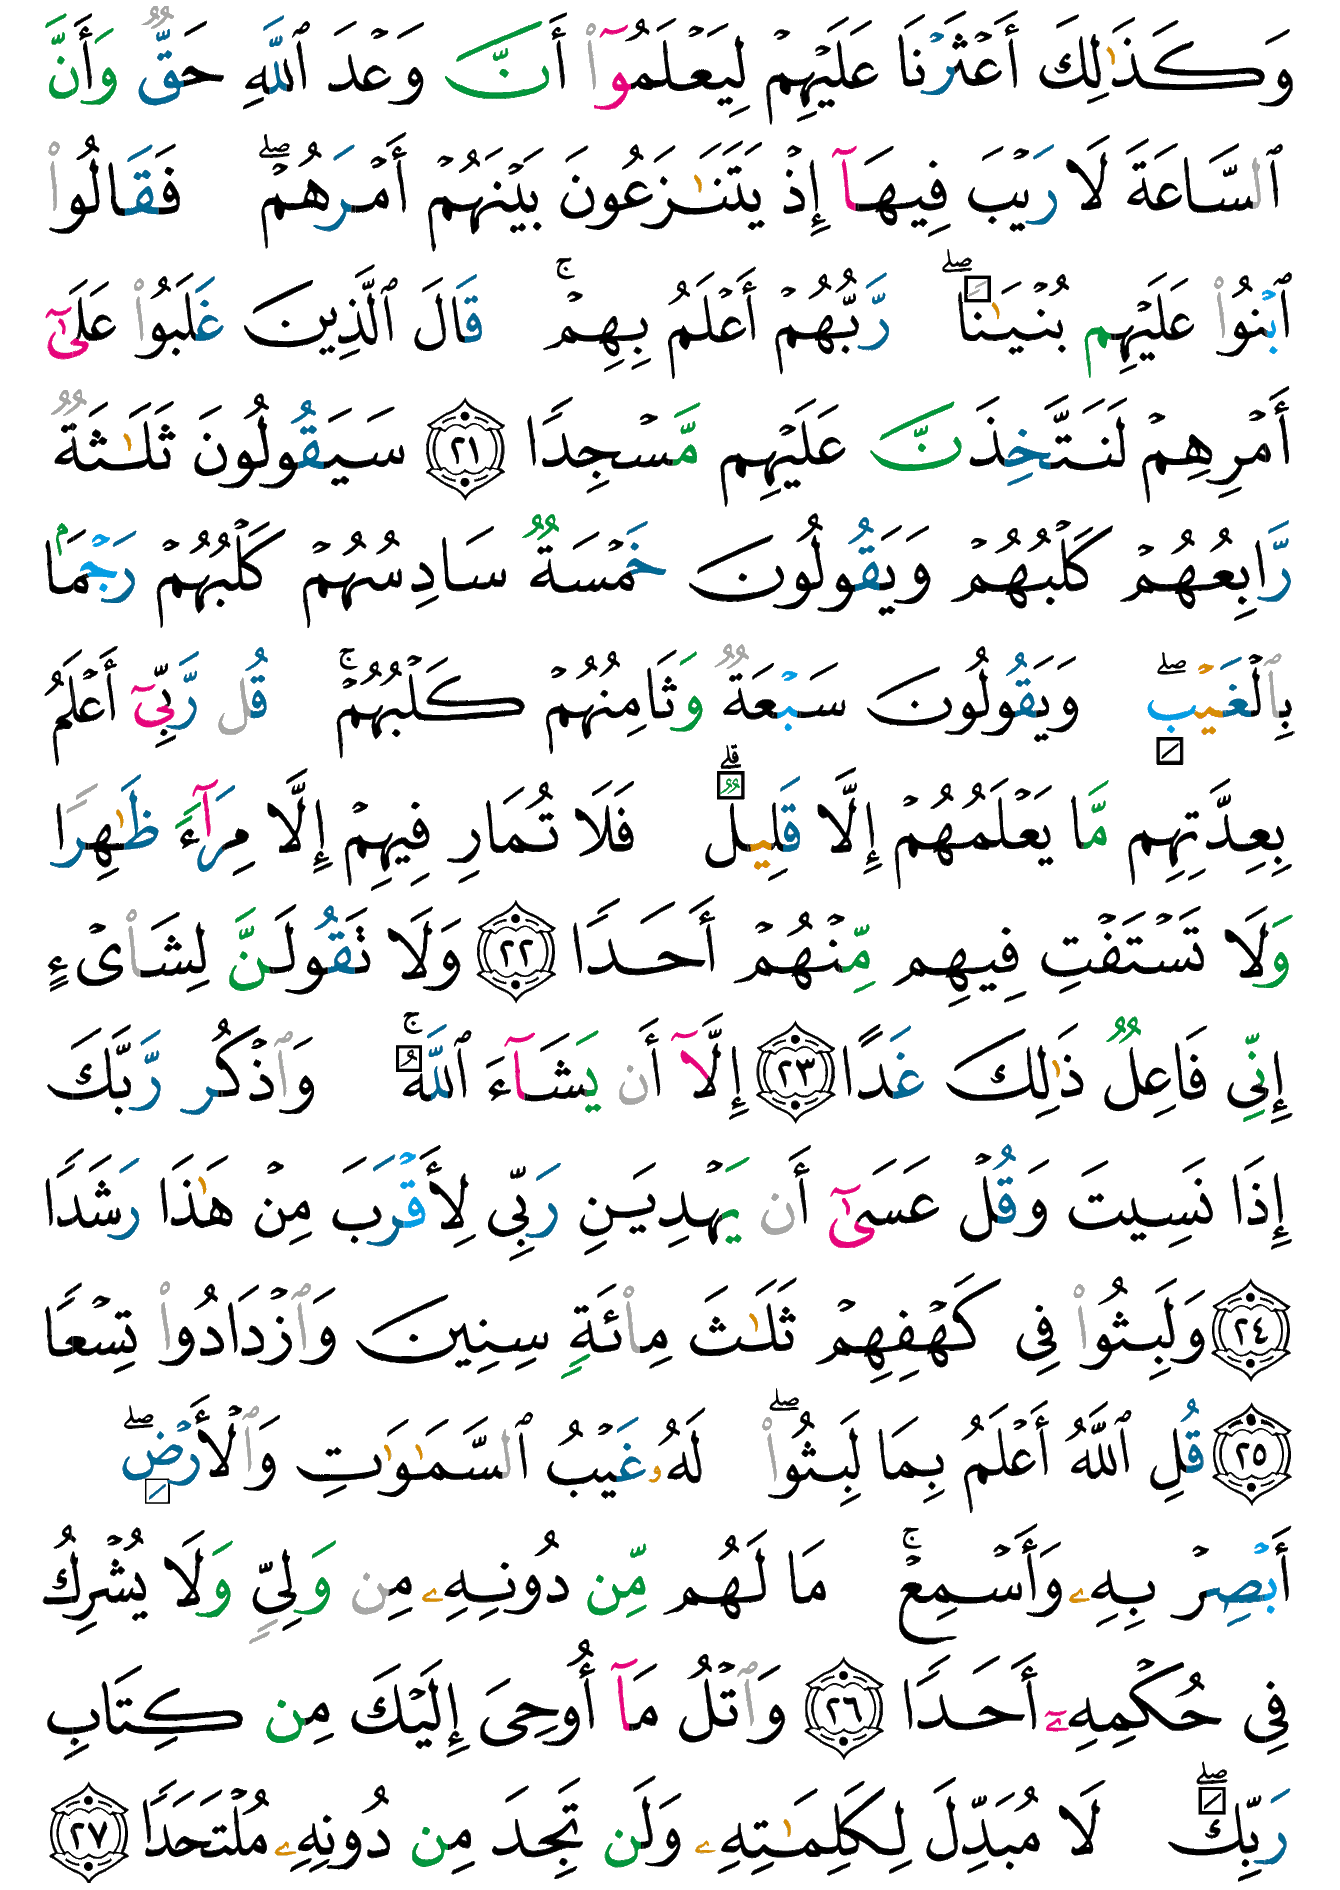 وَكَذَٰلِكَ أَعْثَرْنَا عَلَيْهِمْ لِيَعْلَمُوٓا۟ أَنَّ وَعْدَ ٱللَّهِ حَقٌّ وَأَنَّ
ٱلسَّاعَةَ لَا رَيْبَ فِيهَآ إِذْ يَتَنَـٰزَعُونَ بَيْنَهُمْ أَمْرَهُمْ ۖ فَقَالُوا۟
ٱبْنُوا۟ عَلَيْهِم بُنْيَـٰنًا ۖ رَّبُّهُمْ أَعْلَمُ بِهِمْ ۚ قَالَ ٱلَّذِينَ غَلَبُوا۟ عَلَىٰٓ
أَمْرِهِمْ لَنَتَّخِذَنَّ عَلَيْهِم مَّسْجِدًا ٢١ سَيَقُولُونَ ثَلَـٰثَةٌ
رَّابِعُهُمْ كَلْبُهُمْ وَيَقُولُونَ خَمْسَةٌ سَادِسُهُمْ كَلْبُهُمْ رَجْمًۢا
بِٱلْغَيْبِ ۖ وَيَقُولُونَ سَبْعَةٌ وَثَامِنُهُمْ كَلْبُهُمْ ۚ قُل رَّبِّىٓ أَعْلَمُ
بِعِدَّتِهِم مَّا يَعْلَمُهُمْ إِلَّا قَلِيلٌ ۗ فَلَا تُمَارِ فِيهِمْ إِلَّا مِرَآءً ظَـٰهِرًا
وَلَا تَسْتَفْتِ فِيهِم مِّنْهُمْ أَحَدًا ٢٢ وَلَا تَقُولَنَّ لِشَا۟ىْءٍ
إِنِّى فَاعِلٌ ذَٰلِكَ غَدًا ٢٣ إِلَّآ أَن يَشَآءَ ٱللَّهُ ۚ وَٱذْكُر رَّبَّكَ
إِذَا نَسِيتَ وَقُلْ عَسَىٰٓ أَن يَهْدِيَنِ رَبِّى لِأَقْرَبَ مِنْ هَـٰذَا رَشَدًا
٢٤ وَلَبِثُوا۟ فِى كَهْفِهِمْ ثَلَـٰثَ مِا۟ئَةٍ سِنِينَ وَٱزْدَادُوا۟ تِسْعًا
٢٥ قُلِ ٱللَّهُ أَعْلَمُ بِمَا لَبِثُوا۟ ۖ لَهُۥ غَيْبُ ٱلسَّمَـٰوَٰتِ وَٱلْأَرْضِ ۖ
أَبْصِرْ بِهِۦ وَأَسْمِعْ ۚ مَا لَهُم مِّن دُونِهِۦ مِن وَلِىٍّ وَلَا يُشْرِكُ
فِى حُكْمِهِۦٓ أَحَدًا ٢٦ وَٱتْلُ مَآ أُوحِىَ إِلَيْكَ مِن كِتَابِ
رَبِّكَ ۖ لَا مُبَدِّلَ لِكَلِمَـٰتِهِۦ وَلَن تَجِدَ مِن دُونِهِۦ مُلْتَحَدًا ٢٧